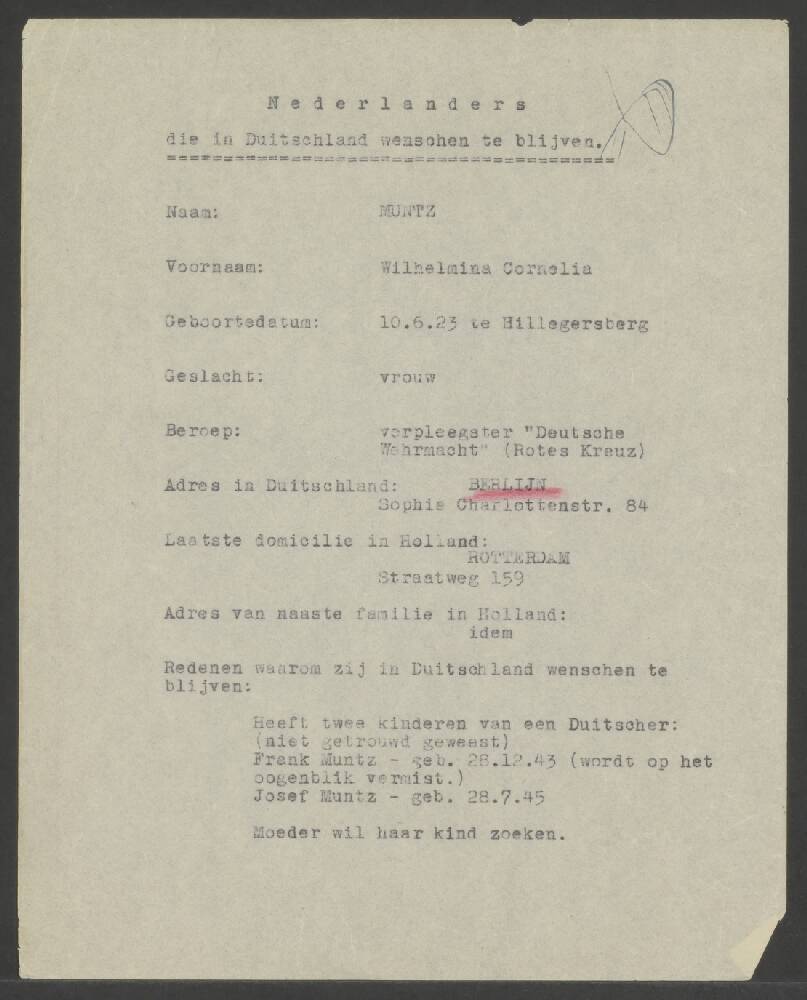 N e d e r l a n d e r s
die in Duitschland wenschen te blijven.
========================================
Naam: MUNTZ
Voornaam: Wilhelmina Cornelia
Geboortedatum: 10.6.23 te Hillegersberg
Geslacht: vrouw
Beroep: verpleegster "Deutsche
Wehrmacht" (Rotes Kreuz)
Adres in Duitschland: BERLIJN
Sophie Charlottenstr. 84
Laatste domicilie in Holland:
ROTTERDAM
Straatweg 159
Adres van naaste familie in Holland:
idem
Redenen waarom zij in Duitschland wenschen te
blijven:
Heeft twee kinderen van een Duitscher:
(niet getrouwd geweest)
Frank Muntz - geb. 28.12.43 (wordt op het
oogenblik vermist.)
Josef Muntz - geb. 28.7.45
Moeder wil haar kind zoeken.